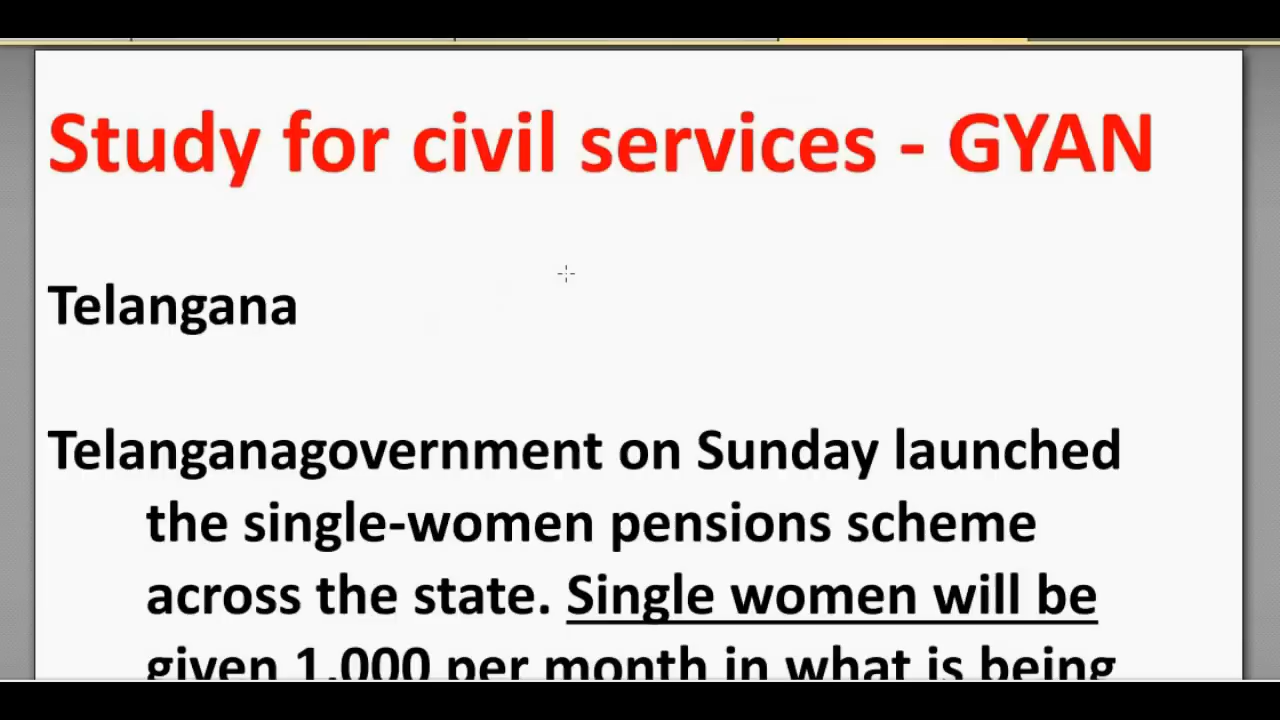 Study for civil services - GYAN
Telangana
Telanganagovernment on Sunday launched
the single-women pensions scheme
across the state. Single women will be
given 1,000 per month in what is being